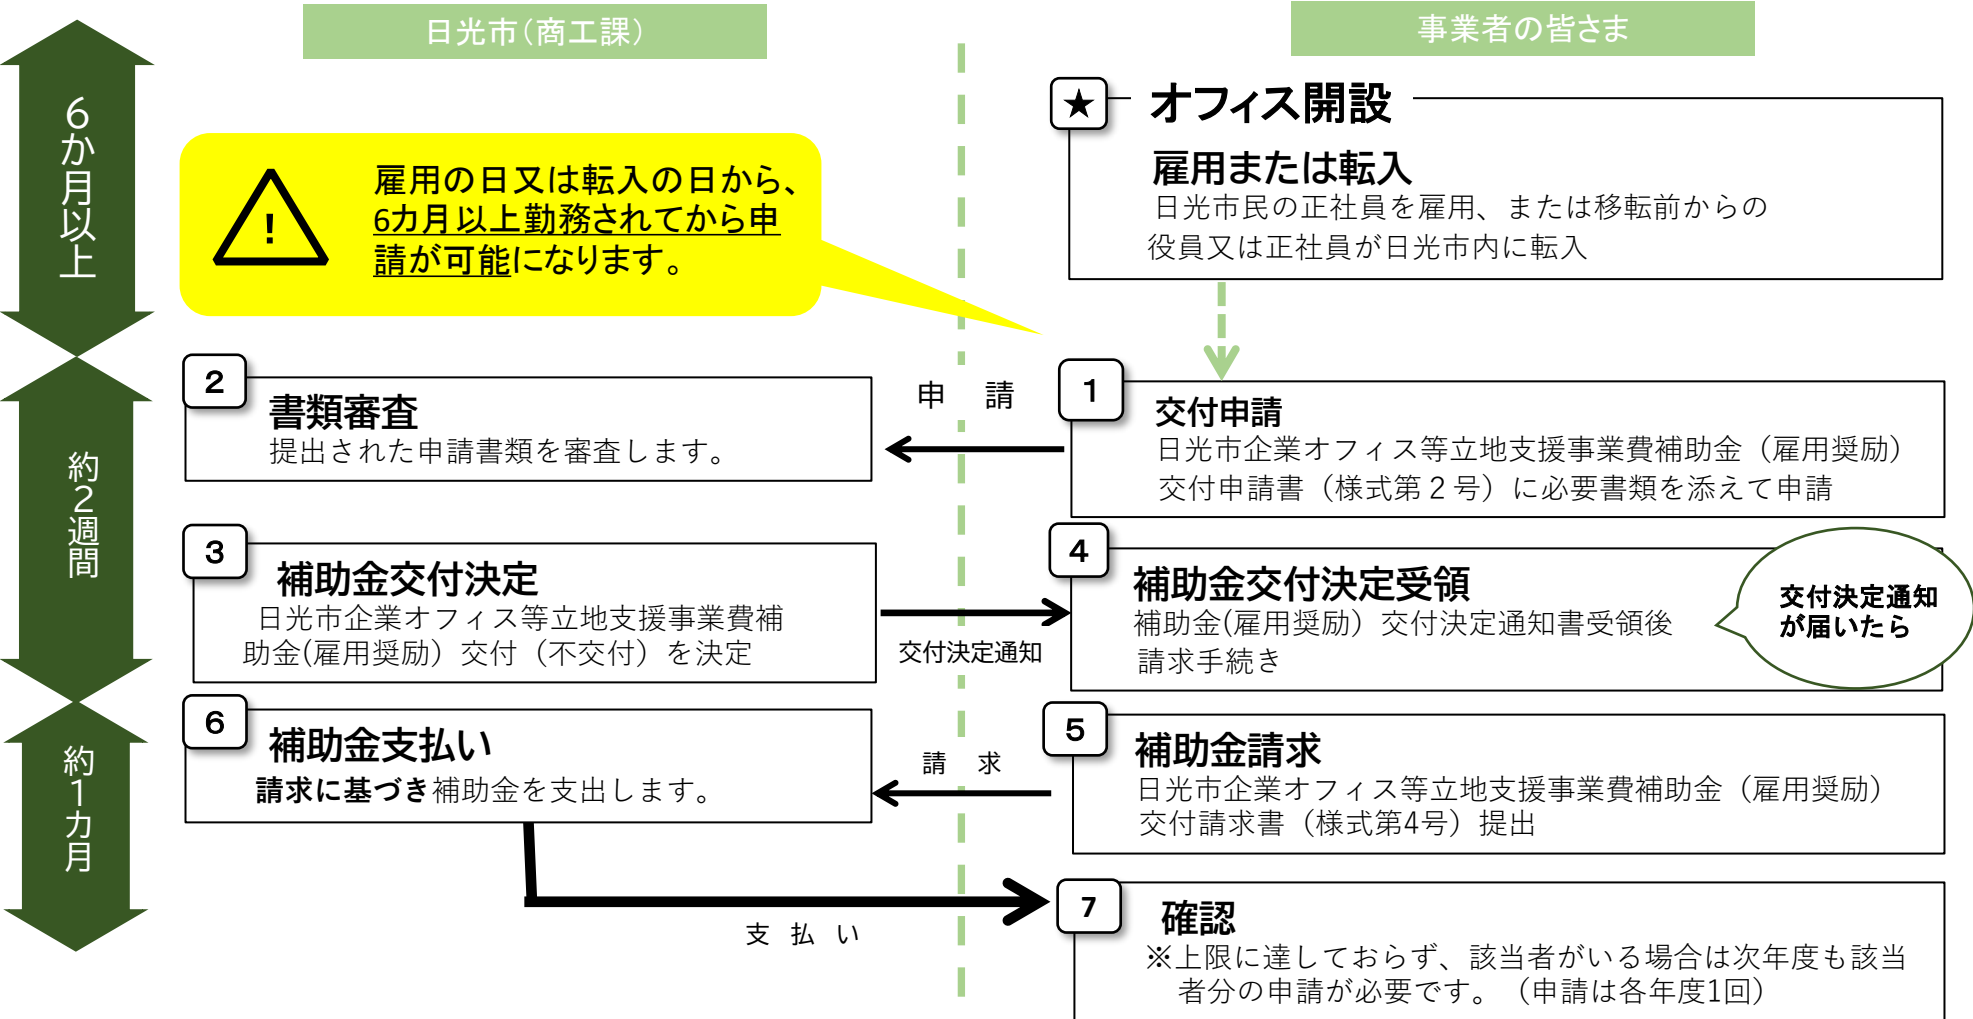 日光市(商工課)
事業者の皆さま
6か月以上
★
オフィス開設
雇用または転入
日光市民の正社員を雇用、または移転前からの
役員又は正社員が日光市内に転入
!
雇用の日又は転入の日から、
6カ月以上勤務されてから申
請が可能になります。
約2週間
1
交付申請
日光市企業オフィス等立地支援事業費補助金（雇用奨励）
交付申請書（様式第２号）に必要書類を添えて申請
申　請
2
書類審査
提出された申請書類を審査します。
3
補助金交付決定
日光市企業オフィス等立地支援事業費補
助金(雇用奨励）交付（不交付）を決定
交付決定通知
4
補助金交付決定受領
補助金(雇用奨励）交付決定通知書受領後
請求手続き
交付決定通知
が届いたら
約1カ月
5
補助金請求
日光市企業オフィス等立地支援事業費補助金（雇用奨励）
交付請求書（様式第4号）提出
請　求
6
補助金支払い
請求に基づき補助金を支出します。
支　払　い
7
確認
※上限に達しておらず、該当者がいる場合は次年度も該当
者分の申請が必要です。（申請は各年度1回）